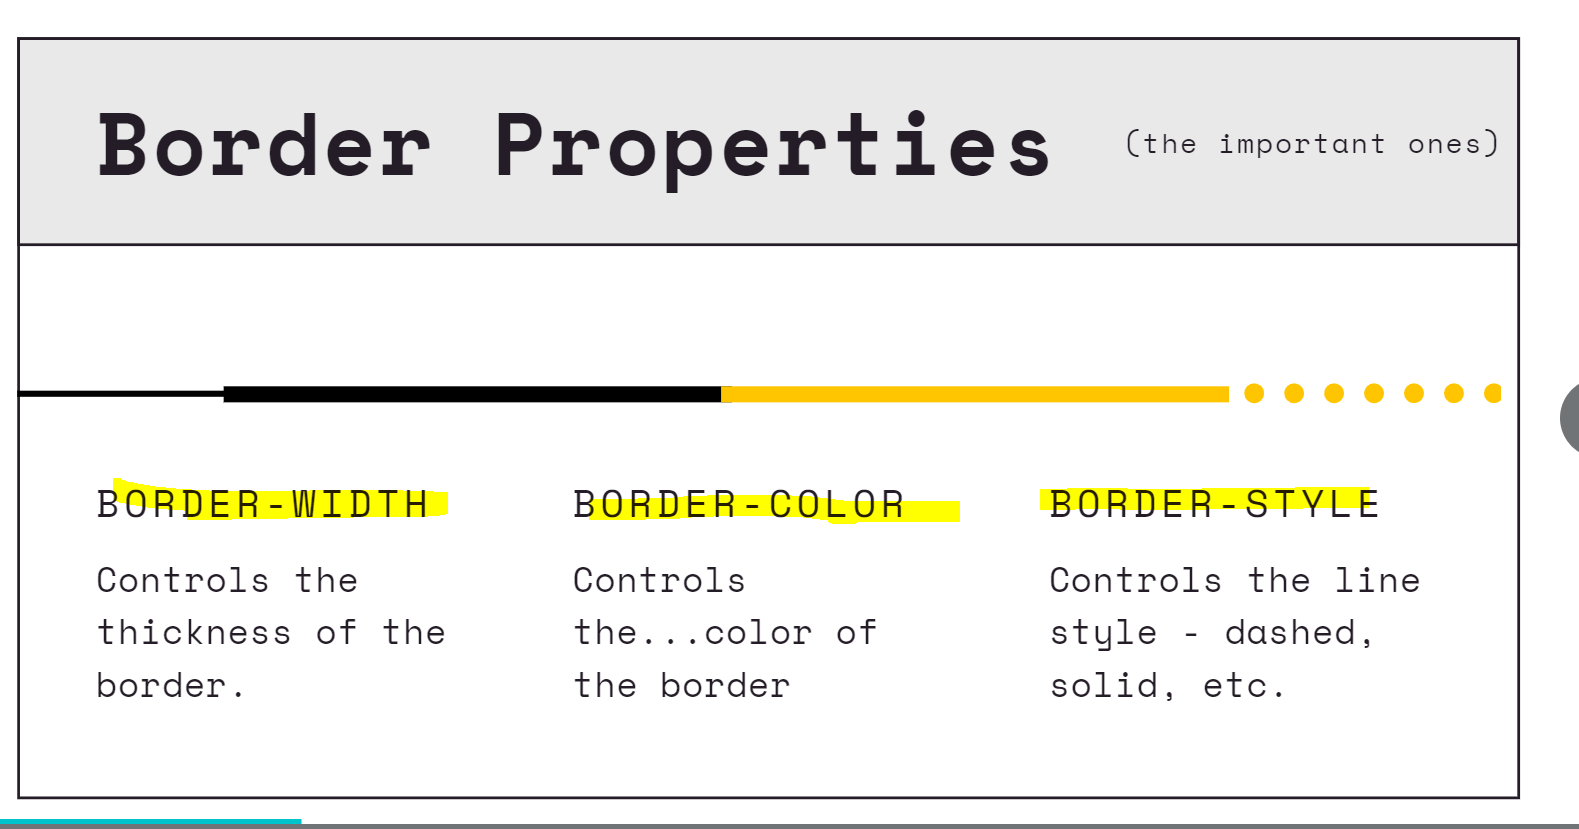 Border Properties (the important ones)
BORDER-WIDTH
Controls the
thickness of the
border.
BORDER-COLOR
Controls
the...color of
the border
BORDER-STYLE
Controls the line
style - dashed,
solid, etc.